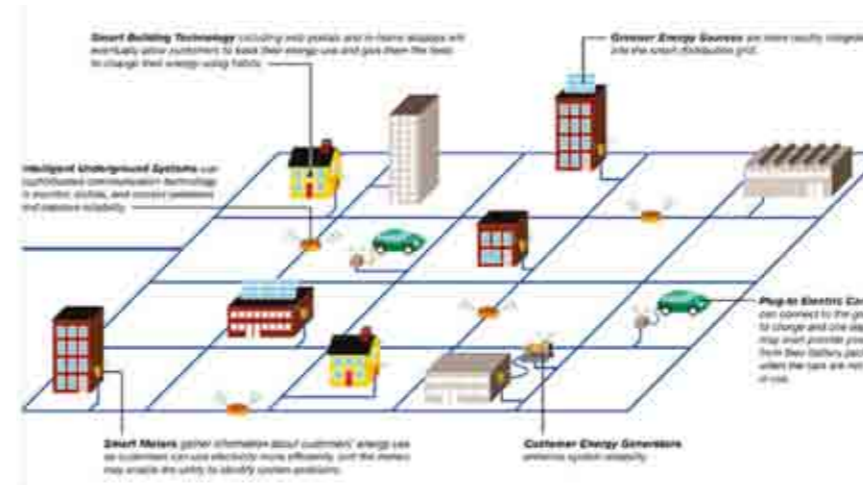 Smart Building Technology including web portals and in-home displays will
eventually allow customers to track their energy use and give them the tools
to change their energy using habits.
Greener Energy Sources are more readily integrated
into the smart distribution grid.
Intelligent Underground Systems use
sophisticated communication technology
to monitor, isolate, and correct problems
and improve reliability.
Plug-In Electric Cars
can connect to the
to charge and one day
may even provide
from their battery
when the cars are not
in use.
Smart Meters gather information about customers' energy use
so customers can use electricity more efficiently, and the meters
may enable the utility to identify system problems.
Customer Energy Generators
enhance system reliability.